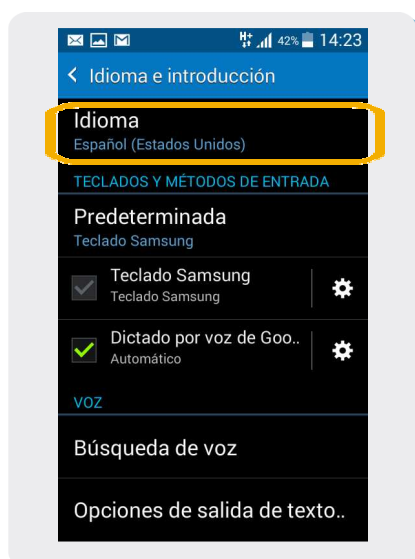 42% 14:23
Idioma e introducción
Idioma
Español (Estados Unidos)
TECLADOS Y MÉTODOS DE ENTRADA
Predeterminada
Teclado Samsung
Teclado Samsung
Teclado Samsung
Dictado por voz de Goo..
Automático
VOZ
Búsqueda de voz
Opciones de salida de texto..